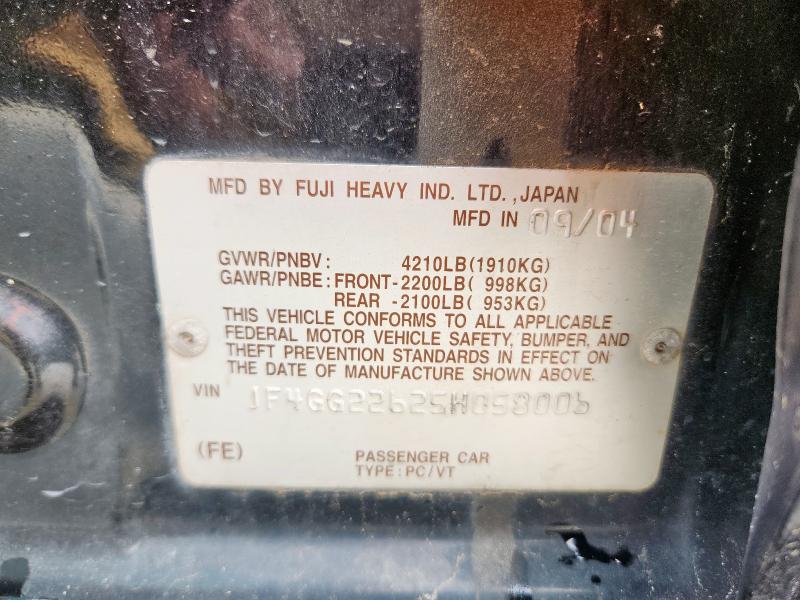 MFD BY FUJI HEAVY IND. LTD.,JAPAN
MFD IN 09/04
GVWR/PNBV: 4210LB(1910KG)
GAWR/PNBE: FRONT-2200LB( 998KG)
REAR -2100LB( 953KG)
THIS VEHICLE CONFORMS TO ALL APPLICABLE
FEDERAL MOTOR VEHICLE SAFETY, BUMPER, AND
THEFT PREVENTION STANDARDS IN EFFECT ON
THE DATE OF MANUFACTURE SHOWN ABOVE.
VIN JF4GG22625H058006
(FE) PASSENGER CAR
TYPE:PC/VT